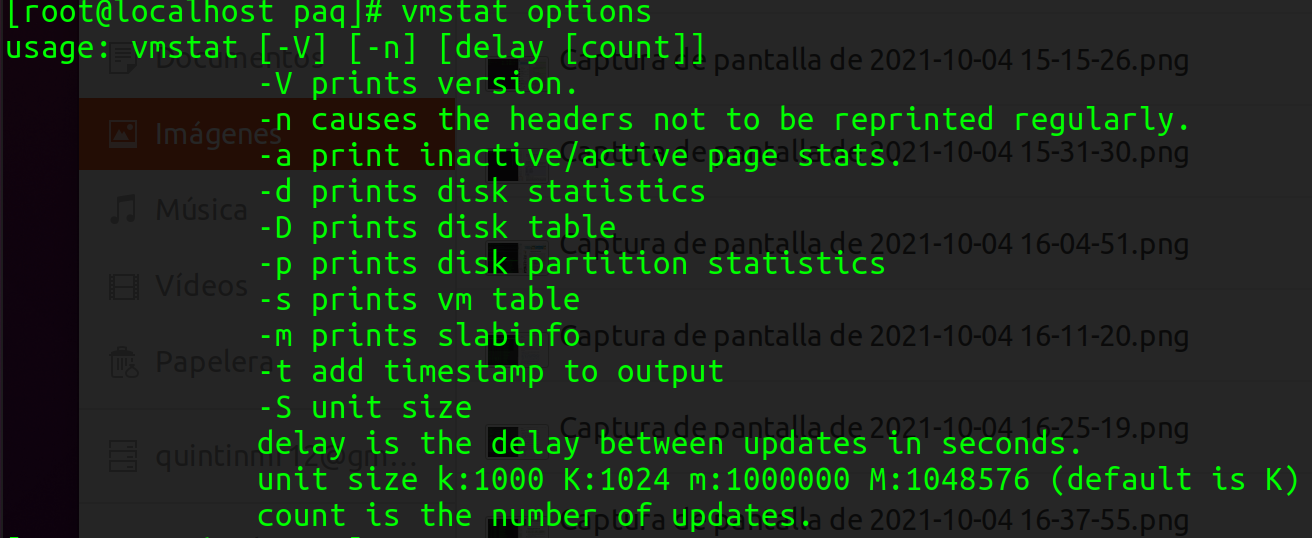 [root@localhost paq]# vmstat options
usage: vmstat [-V] [-n] [delay [count]]
-V prints version.
-n causes the headers not to be reprinted regularly.
-a print inactive/active page stats.
-d prints disk statistics
-D prints disk table
-p prints disk partition statistics
-s prints vm table
-m prints slabinfo
-t add timestamp to output
-S unit size
delay is the delay between updates in seconds.
unit size k:1000 K:1024 m:1000000 M:1048576 (default is K)
count is the number of updates.
Documentos
Imágenes
Música
Vídeos
Papelera
Captura de pantalla de 2021-10-04 15-15-26.png
Captura de pantalla de 2021-10-04 15-31-30.png
Captura de pantalla de 2021-10-04 16-04-51.png
Captura de pantalla de 2021-10-04 16-11-20.png
Captura de pantalla de 2021-10-04 16-25-19.png
Captura de pantalla de 2021-10-04 16-37-55.png